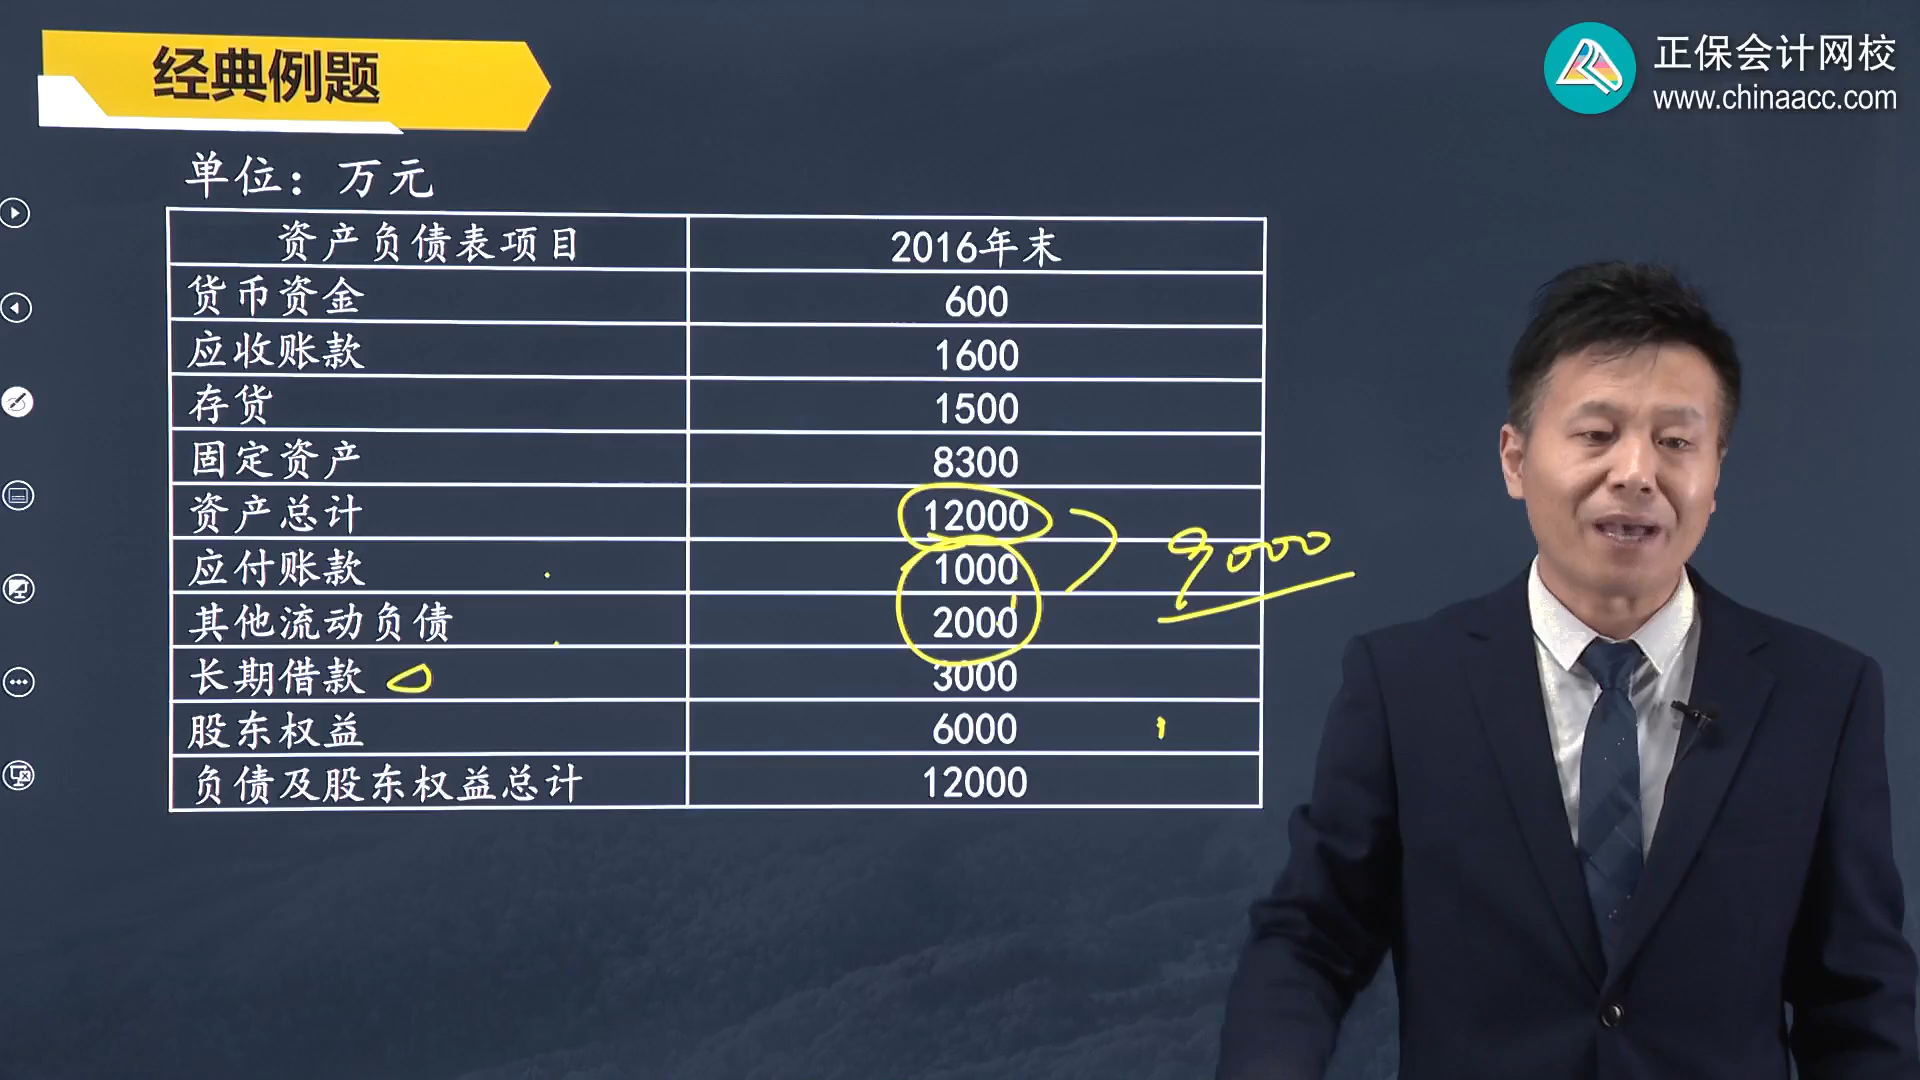 经典例题
正保会计网校
www.chinaacc.com
单位：万元
资产负债表项目 2016年末
货币资金 600
应收账款 1600
存货 1500
固定资产 8300
资产总计 12000
应付账款 1000
其他流动负债 2000
9000
长期借款 3000
股东权益 6000
负债及股东权益总计 12000